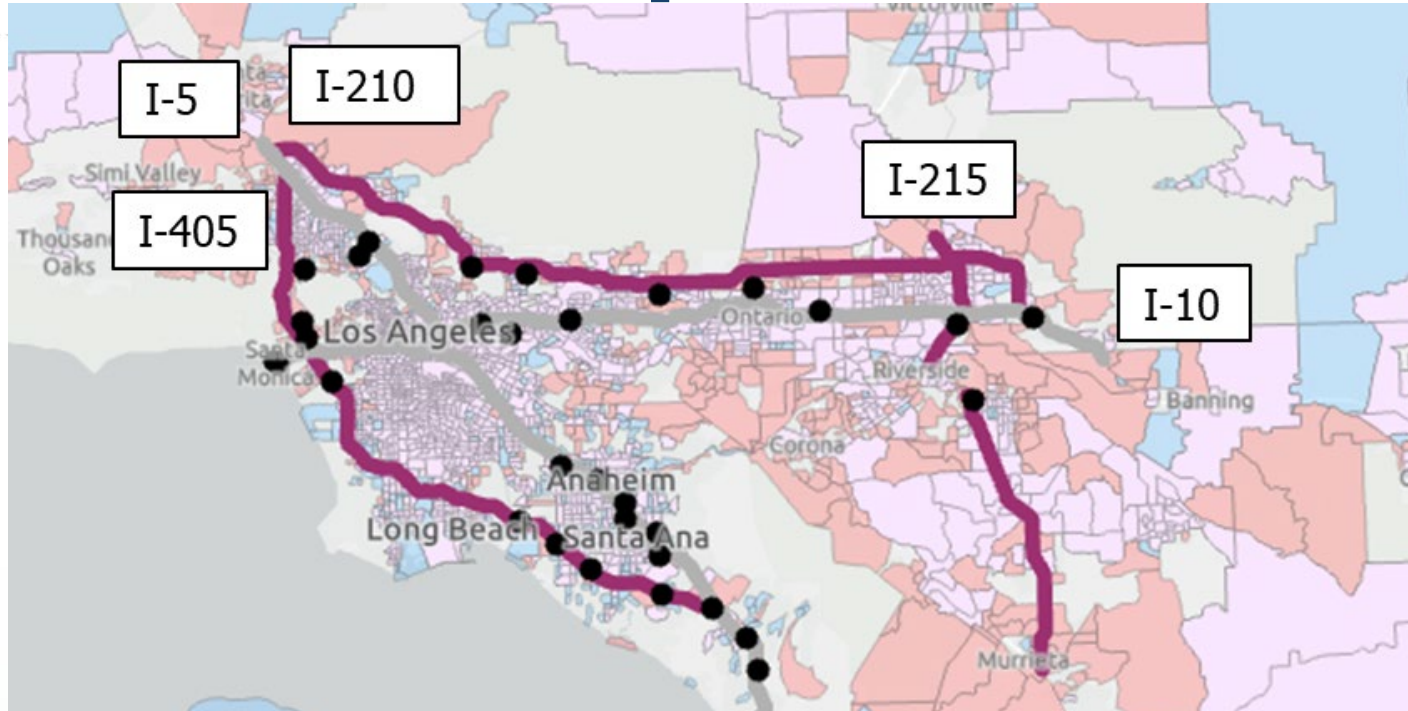 Victorville
I-5
I-210
Simi Valley
I-215
I-405
Oaks
I-10
Ontario
Los Angeles
Santa
Monica
Riverside
Banning
Corona
Anaheim
Long Beach
Santa Ana
Murrieta